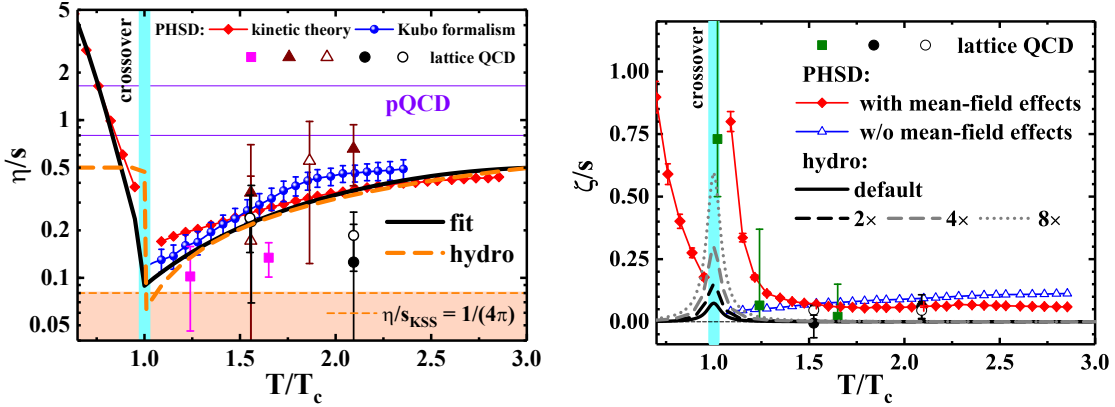 PHSD: kinetic theory Kubo formalism
lattice QCD
crossover
pQCD
fit
hydro
η/s_KSS = 1/(4π)
η/s
5
2
1
0.5
0.2
0.1
0.05
1.0 1.5 2.0 2.5 3.0
T/T_c
lattice QCD
PHSD:
with mean-field effects
w/o mean-field effects
hydro:
default
2× 4× 8×
crossover
ζ/s
1.00
0.75
0.50
0.25
0.00
1.0 1.5 2.0 2.5 3.0
T/T_c